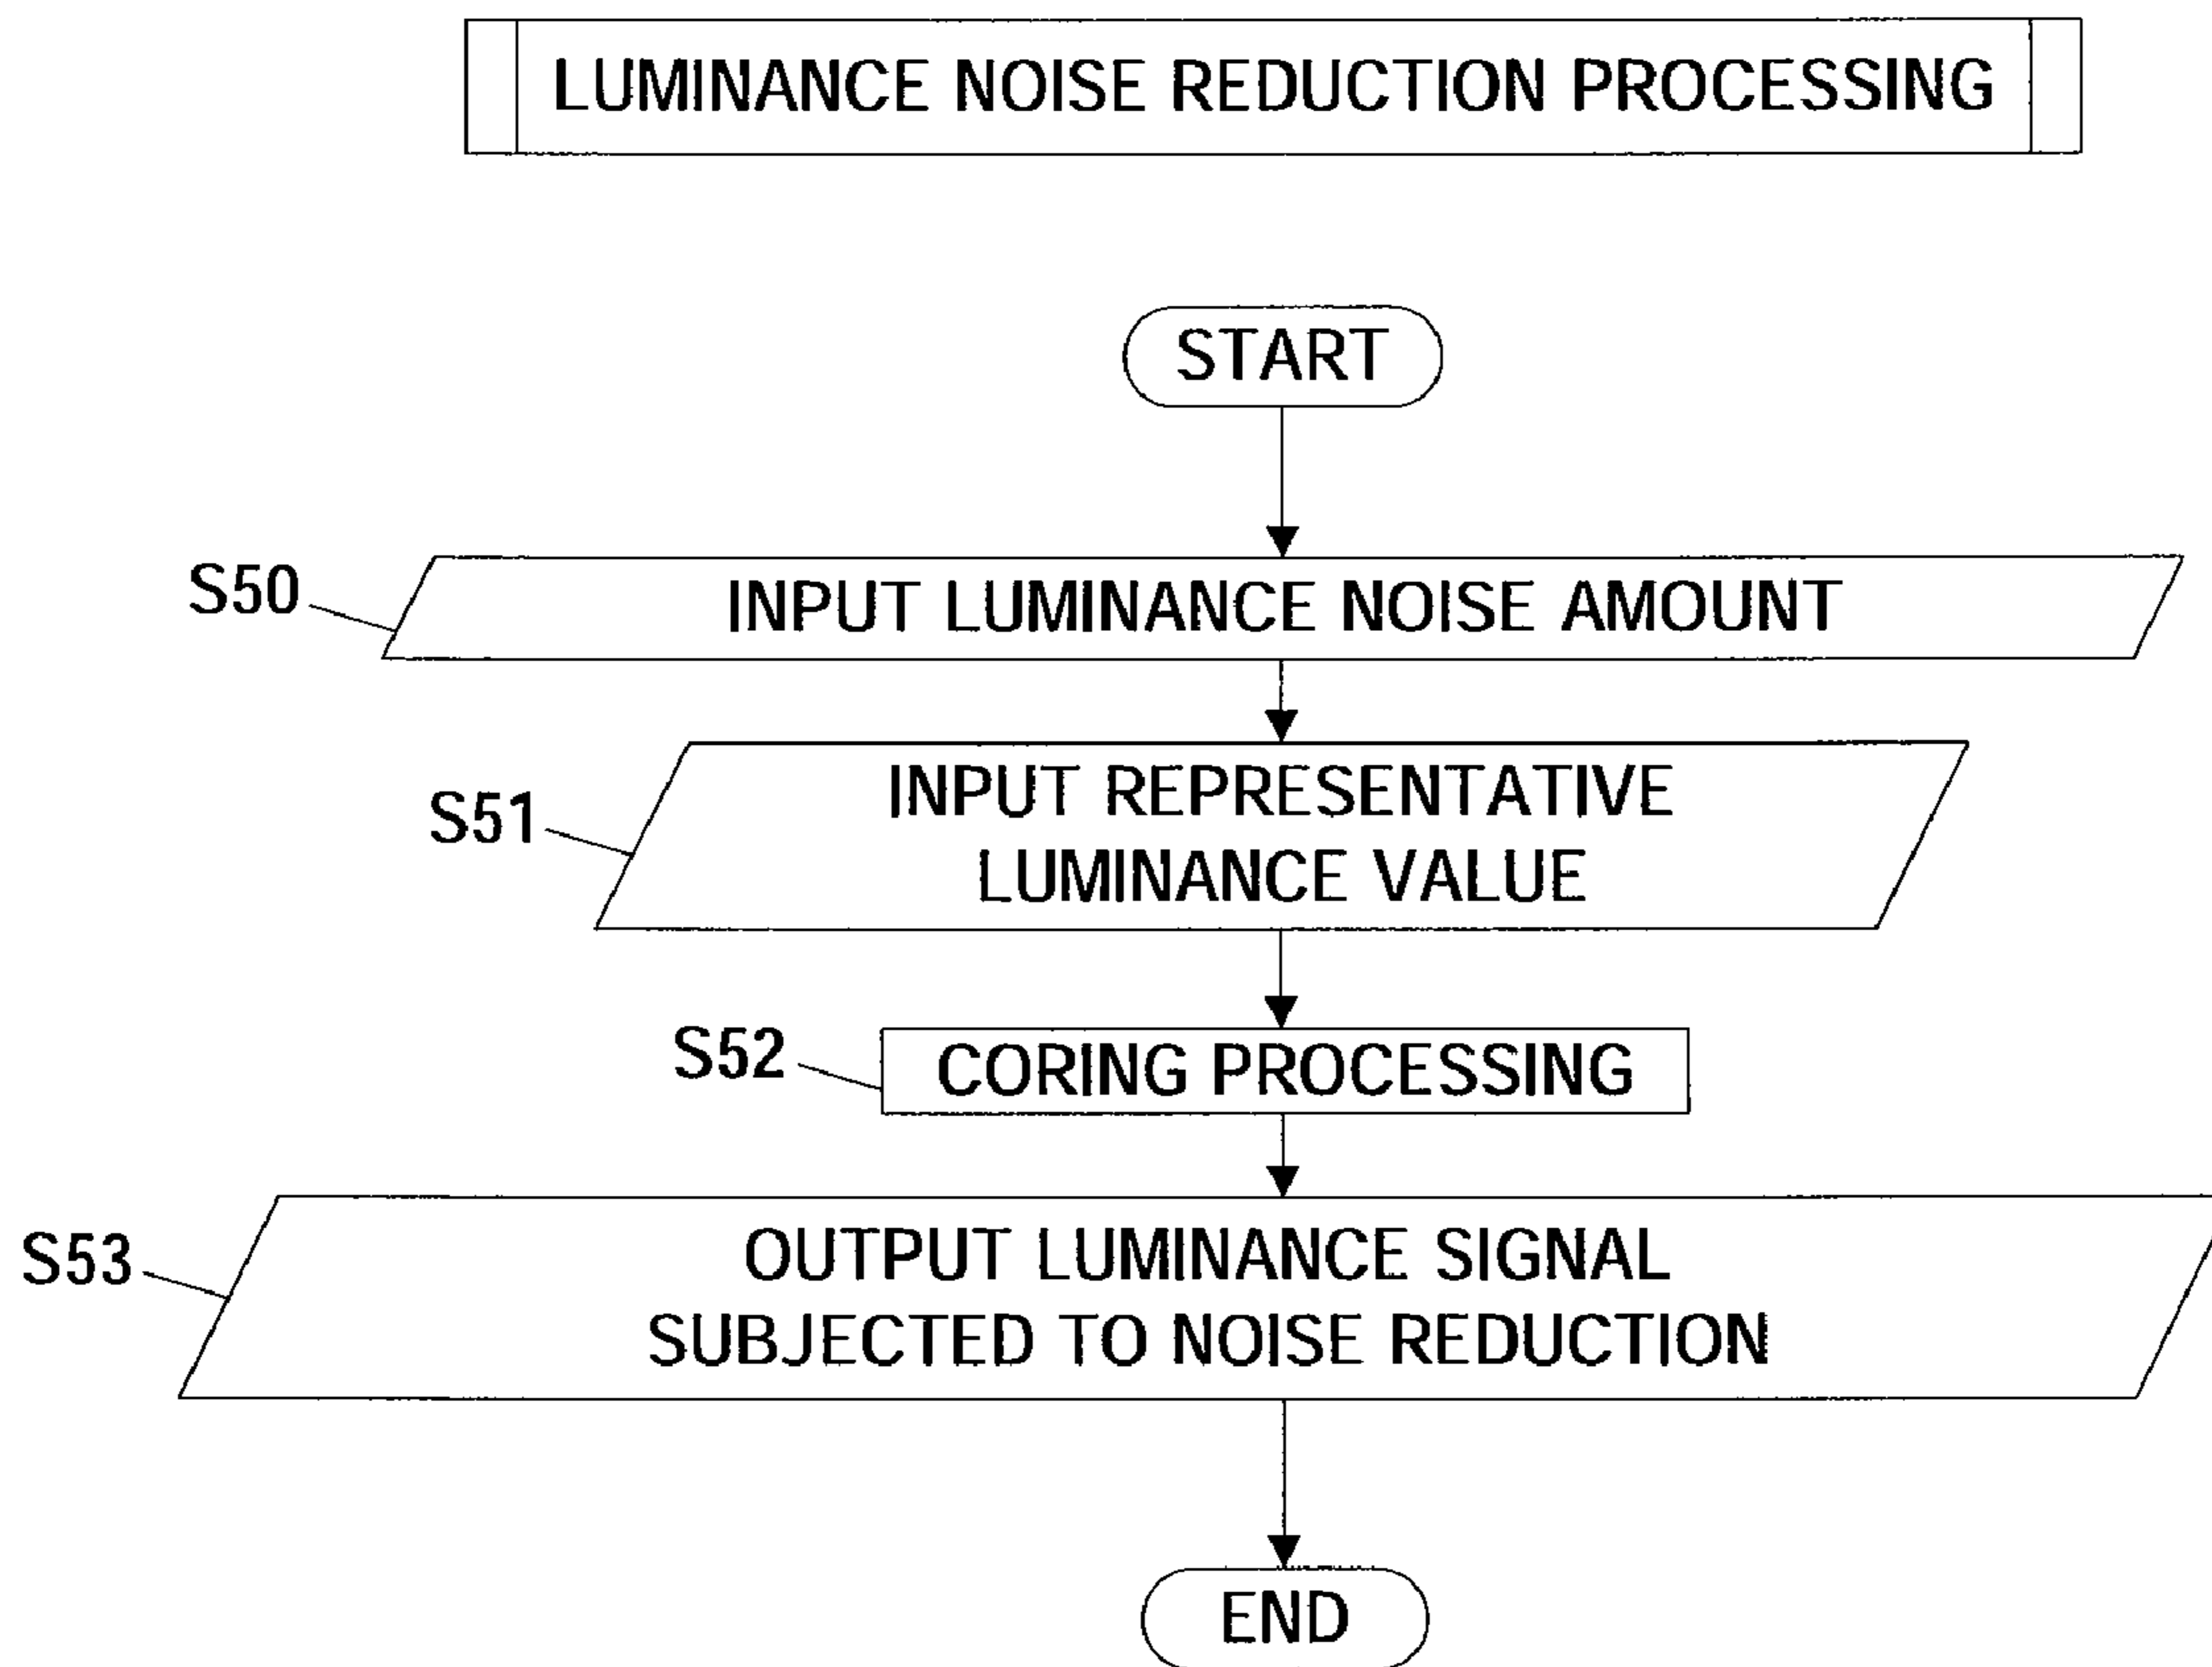 LUMINANCE NOISE REDUCTION PROCESSING
START
S50
INPUT LUMINANCE NOISE AMOUNT
S51
INPUT REPRESENTATIVE
LUMINANCE VALUE
S52
CORING PROCESSING
S53
OUTPUT LUMINANCE SIGNAL
SUBJECTED TO NOISE REDUCTION
END